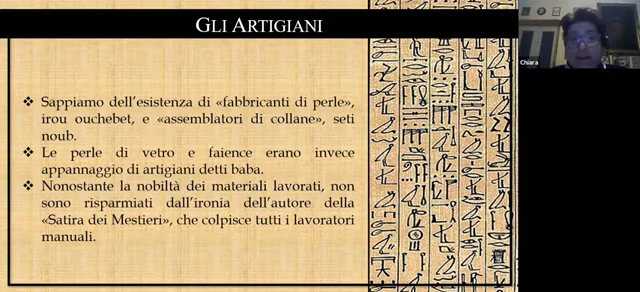 GLI ARTIGIANI
❖ Sappiamo dell'esistenza di «fabbricanti di perle»,
irou ouchebet, e «assemblatori di collane», seti
noub.
❖ Le perle di vetro e faience erano invece
appannaggio di artigiani detti baba.
❖ Nonostante la nobiltà dei materiali lavorati, non
sono risparmiati dall'ironia dell'autore della
«Satira dei Mestieri», che colpisce tutti i lavoratori
manuali.
Chiara